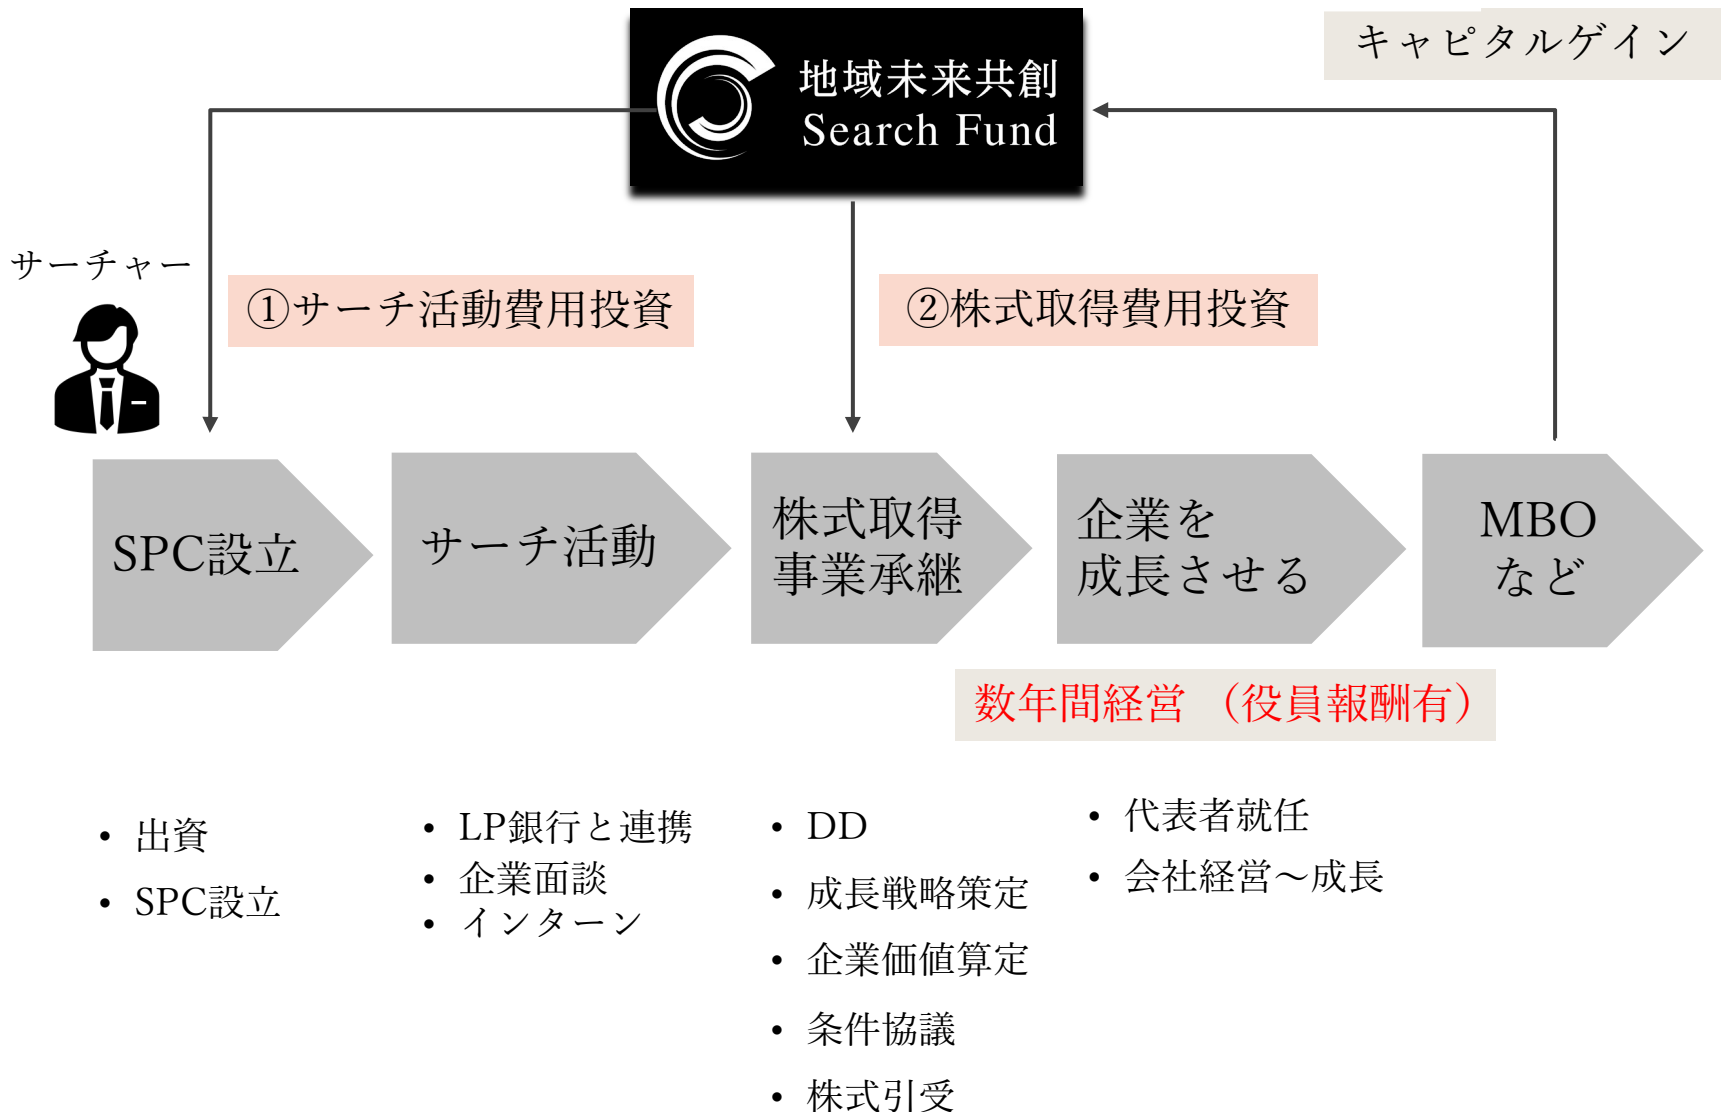 キャピタルゲイン
地域未来共創
Search Fund
サーチャー
①サーチ活動費用投資
②株式取得費用投資
SPC設立
サーチ活動
株式取得
事業承継
企業を
成長させる
MBO
など
数年間経営 （役員報酬有）
• 出資
• SPC設立
• LP銀行と連携
• 企業面談
• インターン
• DD
• 成長戦略策定
• 企業価値算定
• 条件協議
• 株式引受
• 代表者就任
• 会社経営～成長